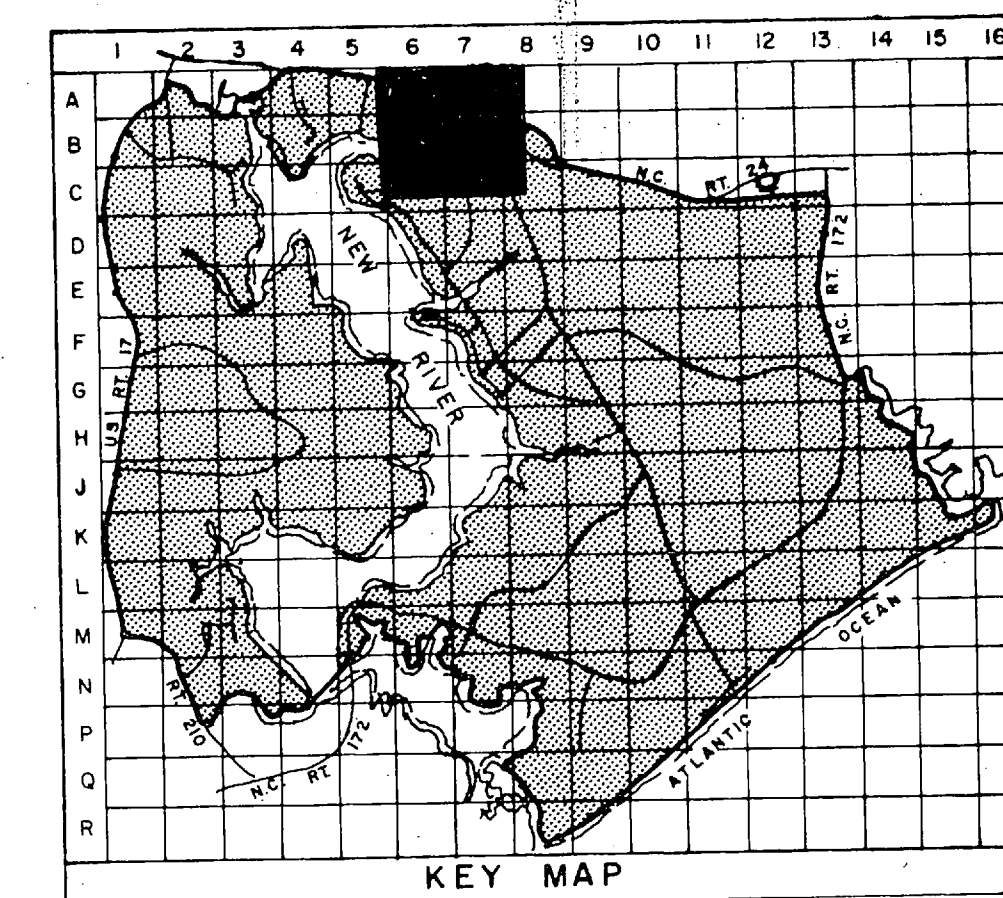 1 2 3 4 5 6 7 8 9 10 11 12 13 14 15 16
A
B
C
D
E
F
G
H
J
K
L
M
N
P
Q
R
N.C. RT. 24
N.C. RT. 172
NEW
RIVER
US RT 17
RT. 210
N.C. RT. 172
ATLANTIC OCEAN
KEY MAP